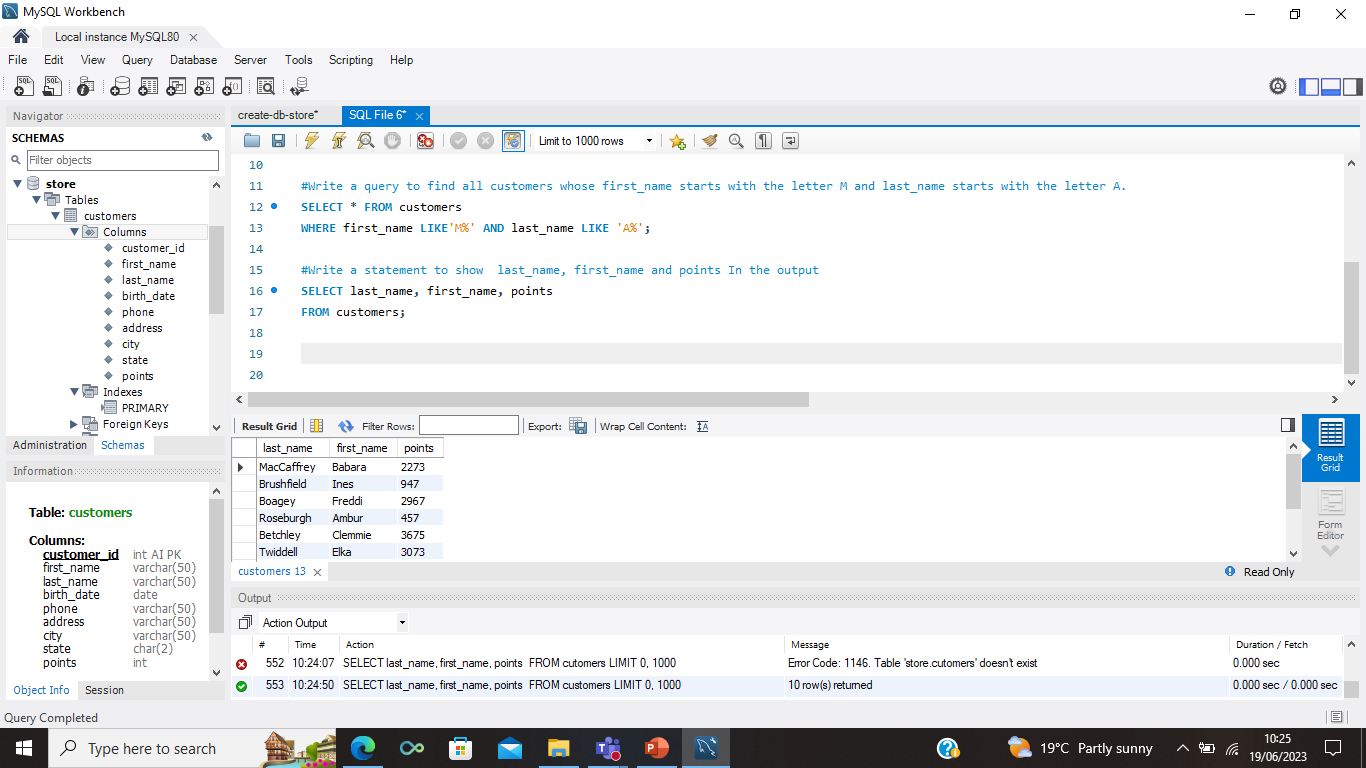 MySQL Workbench
Local instance MySQL80
File Edit View Query Database Server Tools Scripting Help
Navigator
SCHEMAS
Filter objects
store
Tables
customers
Columns
customer_id
first_name
last_name
birth_date
phone
address
city
state
points
Indexes
PRIMARY
Foreign Keys
Administration Schemas
Information
Table: customers
Columns:
customer_id int AI PK
first_name varchar(50)
last_name varchar(50)
birth_date date
phone varchar(50)
address varchar(50)
city varchar(50)
state char(2)
points int
Object Info Session
create-db-store* SQL File 6*
Limit to 1000 rows
10
11 #Write a query to find all customers whose first_name starts with the letter M and last_name starts with the letter A.
12 SELECT * FROM customers
13 WHERE first_name LIKE'M%' AND last_name LIKE 'A%';
14
15 #Write a statement to show  last_name, first_name and points In the output
16 SELECT last_name, first_name, points
17 FROM customers;
18
19
20
Result Grid Filter Rows: Export: Wrap Cell Content:
last_name first_name points
MacCaffrey Babara 2273
Brushfield Ines 947
Boagey Freddi 2967
Roseburgh Ambur 457
Betchley Clemmie 3675
Twiddell Elka 3073
Result
Grid
Form
Editor
customers 13
Read Only
Output
Action Output
# Time Action Message Duration / Fetch
552 10:24:07 SELECT last_name, first_name, points FROM cutomers LIMIT 0, 1000 Error Code: 1146. Table 'store.cutomers' doesn't exist 0.000 sec
553 10:24:50 SELECT last_name, first_name, points FROM customers LIMIT 0, 1000 10 row(s) returned 0.000 sec / 0.000 sec
Query Completed
Type here to search
19°C Partly sunny
10:25
19/06/2023